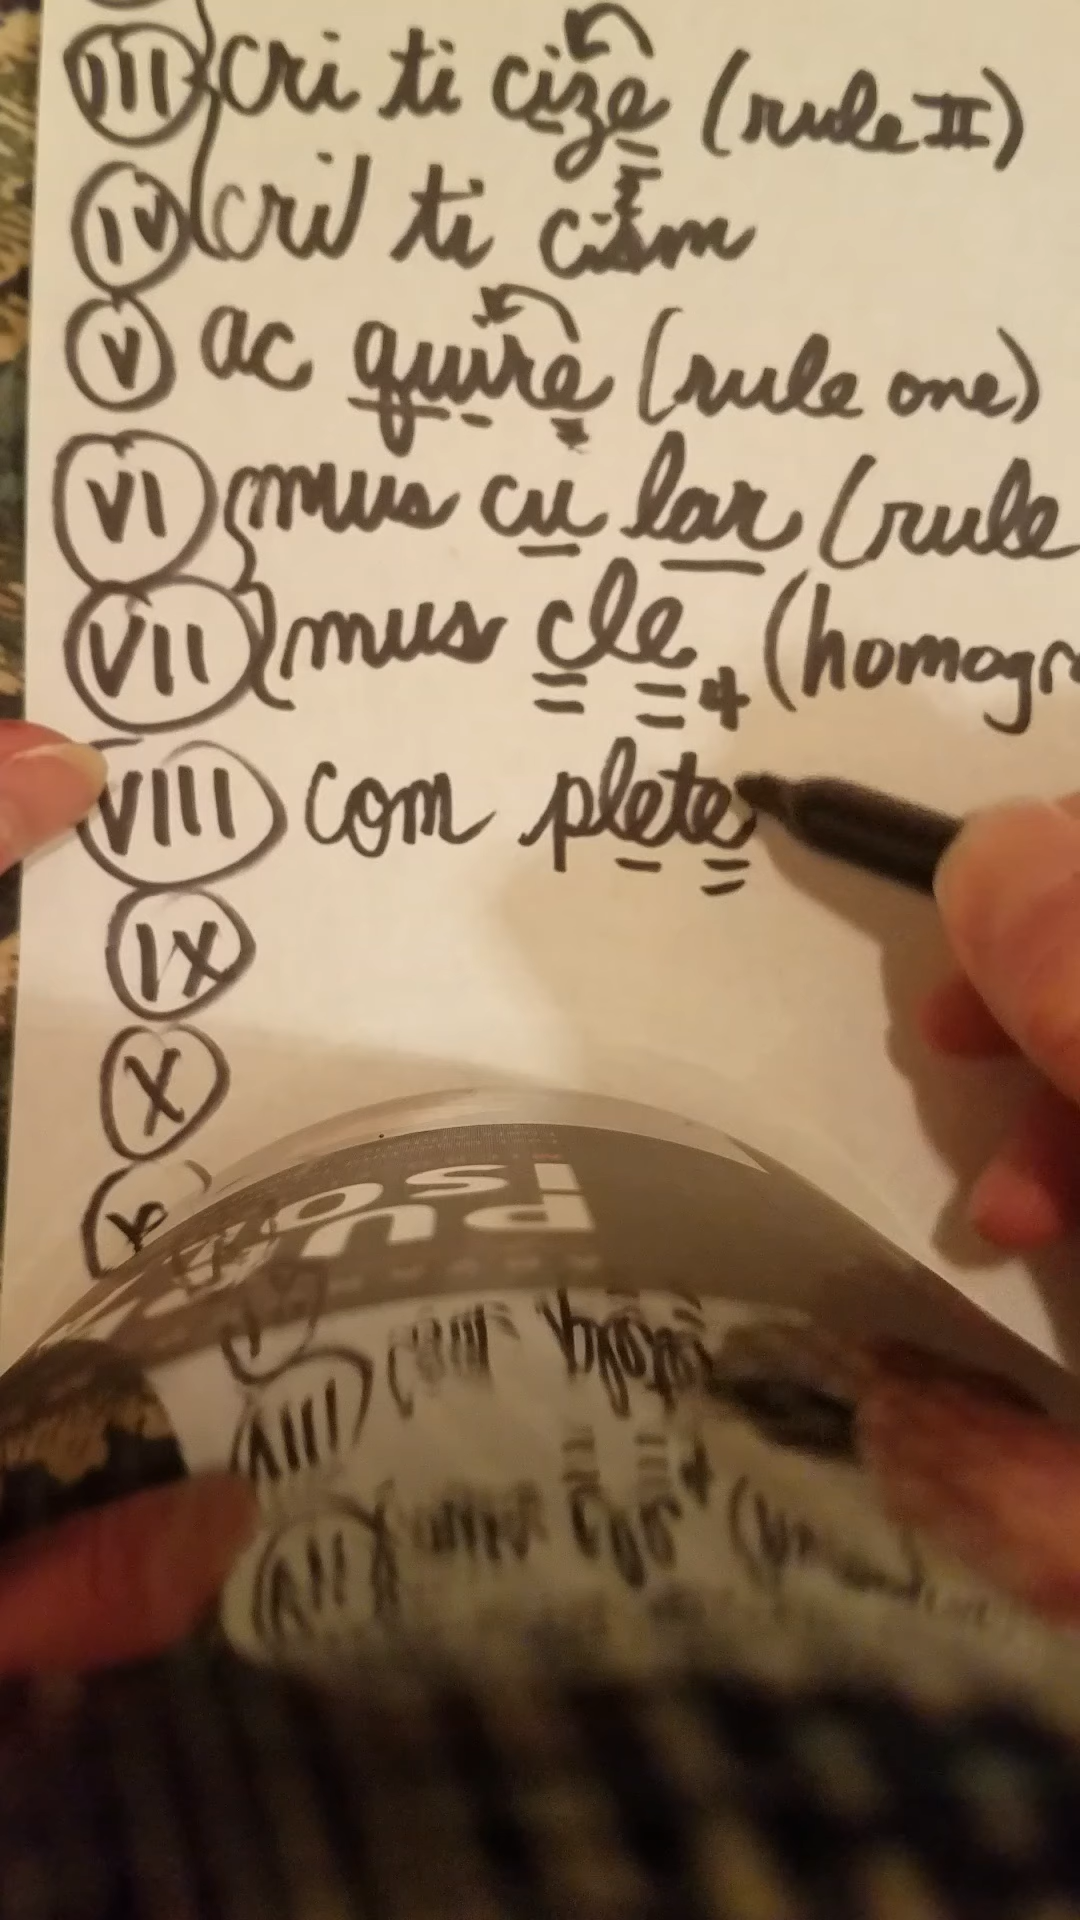 III cri ti cize (rule II)
IV cri ti cism
V ac quire (rule one)
VI mus cu lar (rule
VII mus cle 4 (homogr
VIII com plete
IX
X